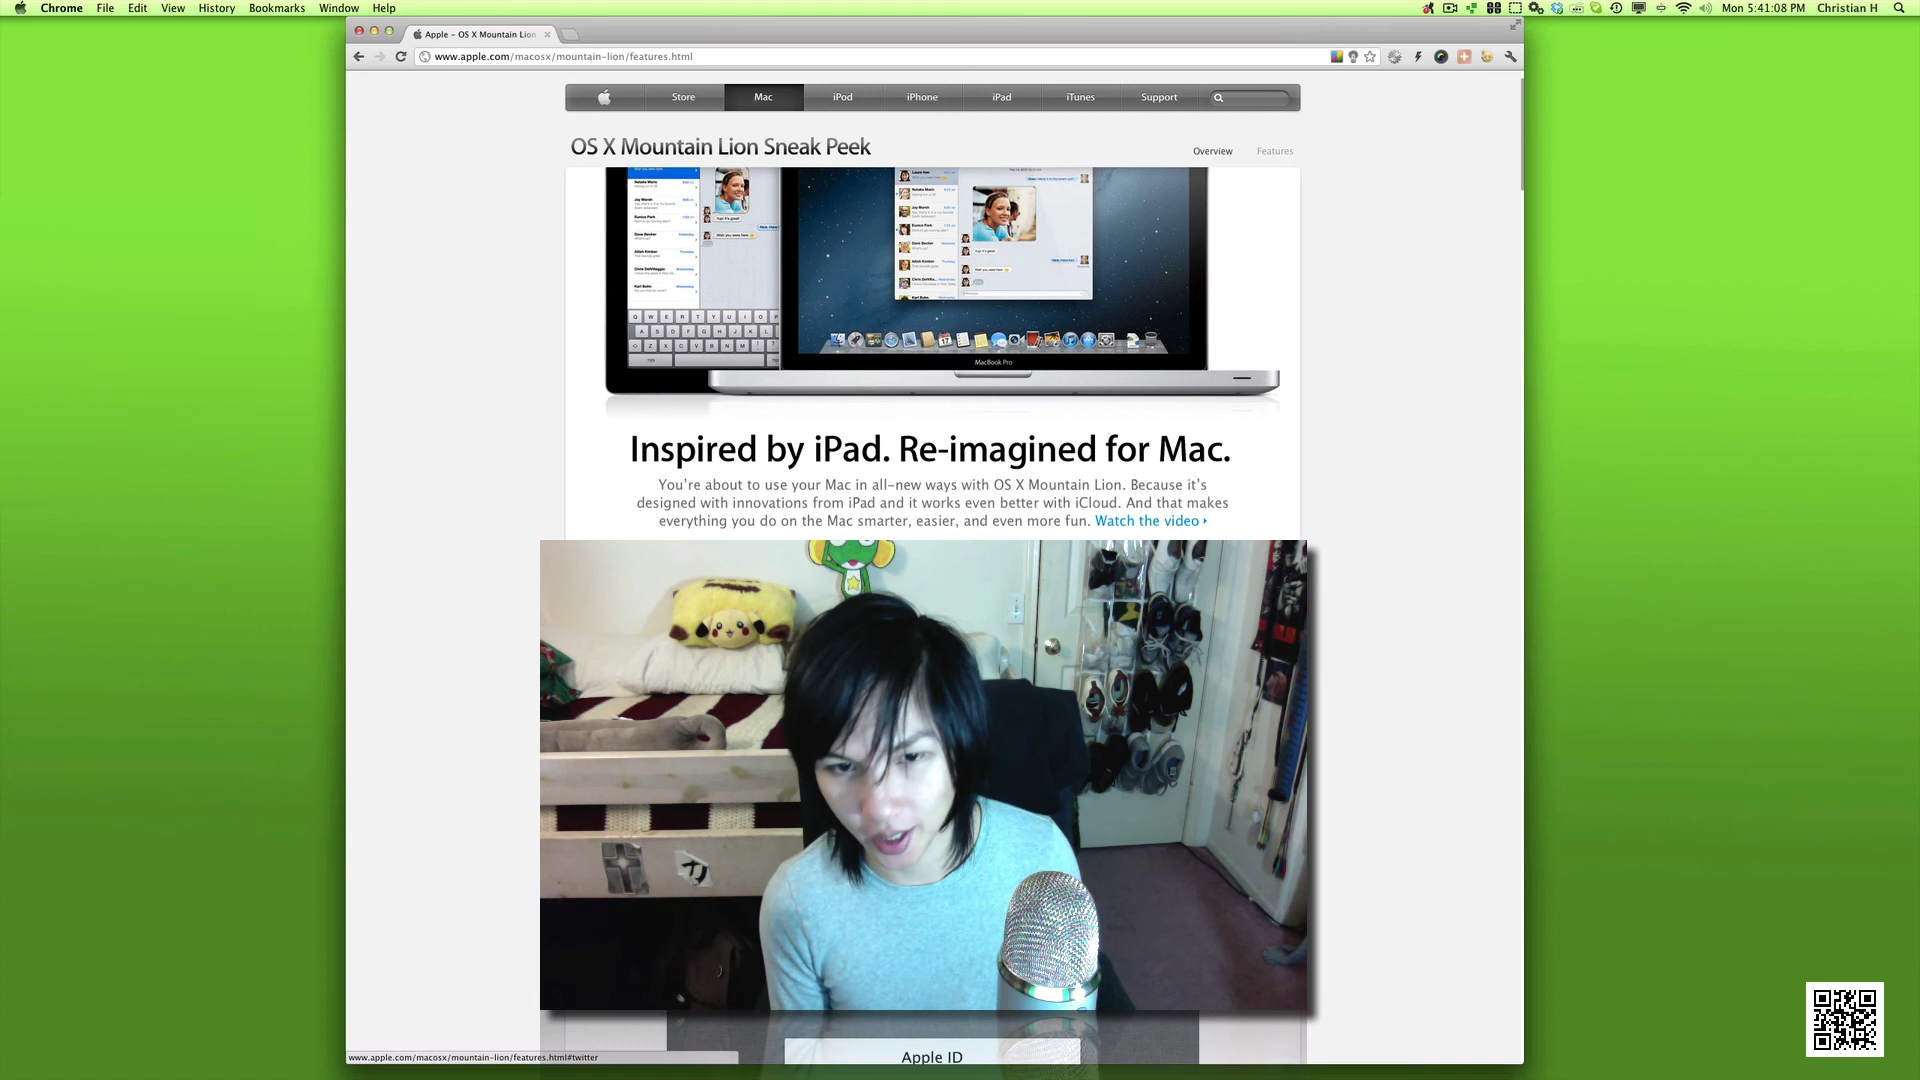 Chrome File Edit View History Bookmarks Window Help
Mon 5:41:08 PM Christian H
Apple – OS X Mountain Lion
www.apple.com/macosx/mountain-lion/features.html
Store Mac iPod iPhone iPad iTunes Support
OS X Mountain Lion Sneak Peek
Overview Features
MacBook Pro
Inspired by iPad. Re-imagined for Mac.
You're about to use your Mac in all-new ways with OS X Mountain Lion. Because it's
designed with innovations from iPad and it works even better with iCloud. And that makes
everything you do on the Mac smarter, easier, and even more fun. Watch the video
Apple ID
www.apple.com/macosx/mountain-lion/features.html#twitter